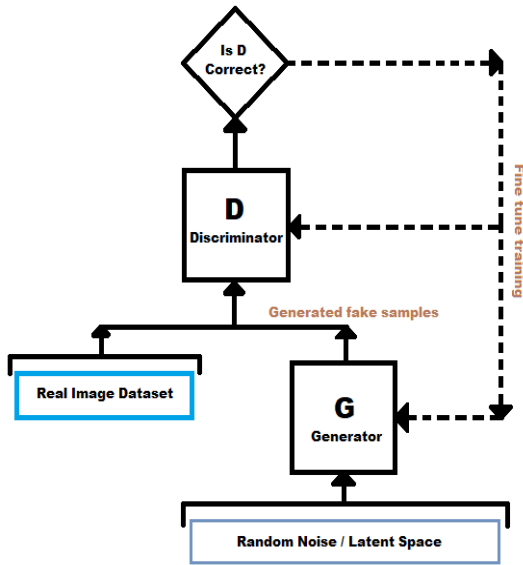 Is D
Correct?
D
Discriminator
Fine tune training
Generated fake samples
Real Image Dataset
G
Generator
Random Noise / Latent Space